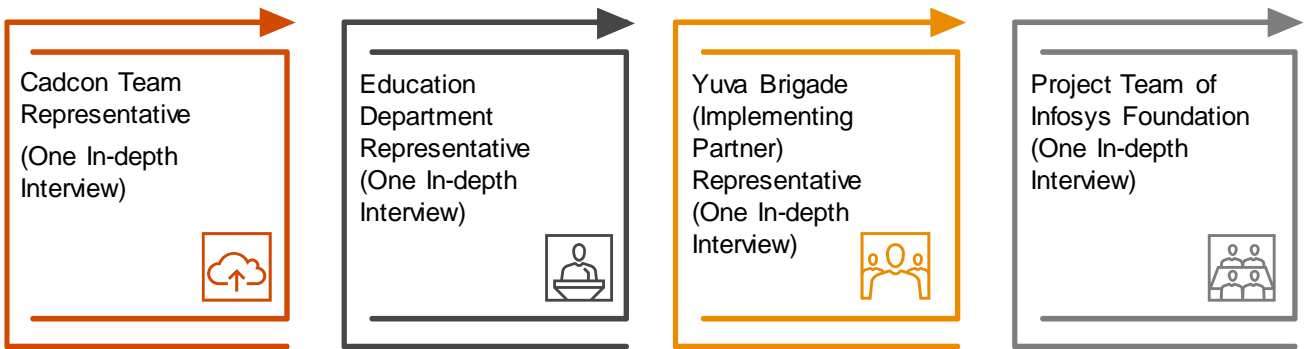 Cadcon Team
Representative
(One In-depth
Interview)
Education
Department
Representative
(One In-depth
Interview)
Yuva Brigade
(Implementing
Partner)
Representative
(One In-depth
Interview)
Project Team of
Infosys Foundation
(One In-depth
Interview)